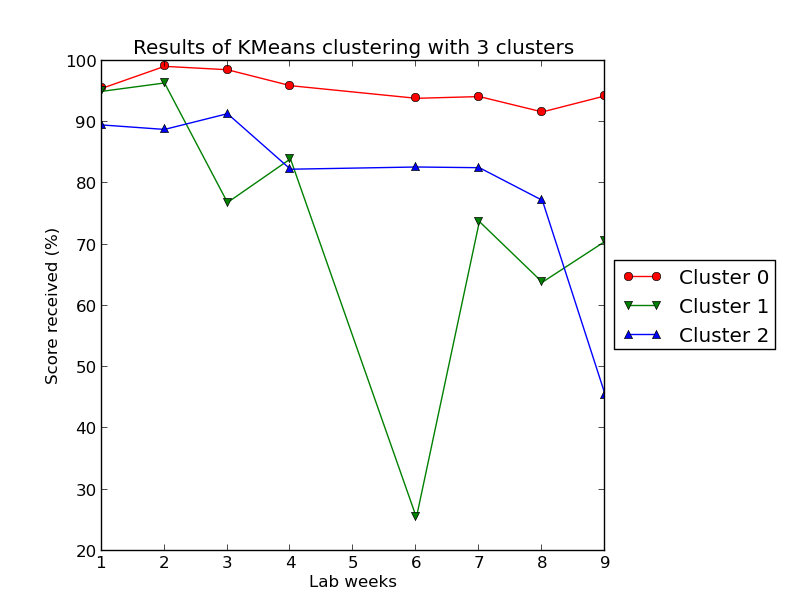 Results of KMeans clustering with 3 clusters
100
90
80
70
60
50
40
30
20
Score received (%)
1 2 3 4 5 6 7 8 9
Lab weeks
Cluster 0
Cluster 1
Cluster 2